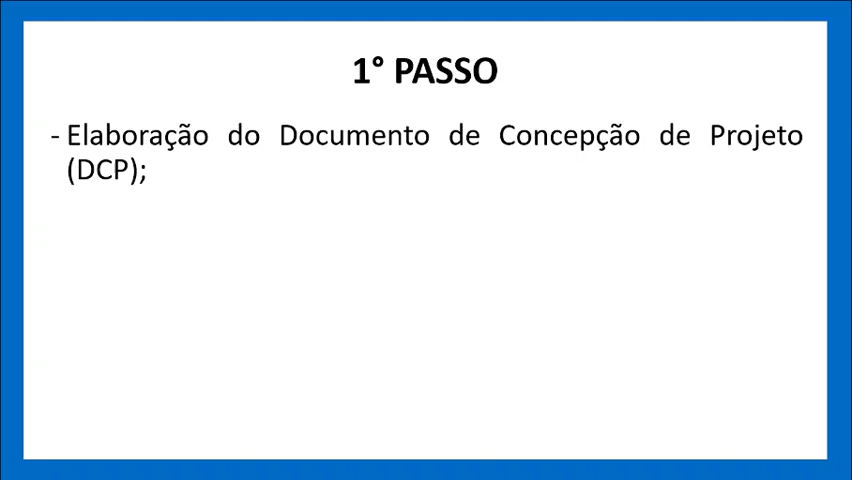 1° PASSO
- Elaboração do Documento de Concepção de Projeto
(DCP);